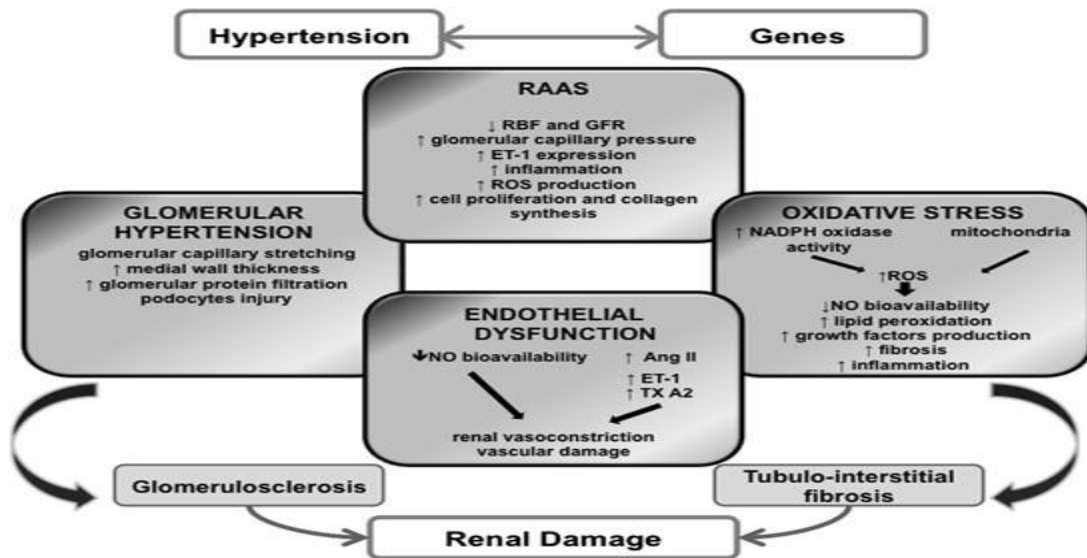 Hypertension
Genes
RAAS
↓ RBF and GFR
↑ glomerular capillary pressure
↑ ET-1 expression
↑ inflammation
↑ ROS production
↑ cell proliferation and collagen
synthesis
GLOMERULAR
HYPERTENSION
glomerular capillary stretching
↑ medial wall thickness
↑ glomerular protein filtration
podocytes injury
OXIDATIVE STRESS
↑ NADPH oxidase
activity
mitochondria
↑ROS
↓NO bioavailability
↑ lipid peroxidation
↑ growth factors production
↑ fibrosis
↑ inflammation
ENDOTHELIAL
DYSFUNCTION
↓NO bioavailability
↑ Ang II
↑ ET-1
↑ TX A2
renal vasoconstriction
vascular damage
Glomerulosclerosis
Tubulo-interstitial
fibrosis
Renal Damage